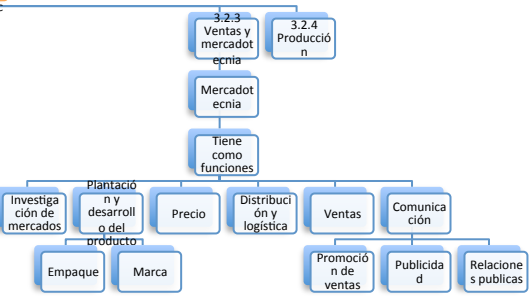 3.2.3
Ventas y
mercadot
ecnia
3.2.4
Producció
n
Mercadot
ecnia
Tiene
como
funciones
Investiga
ción de
mercados
Plantació
n y
desarroll
o del
producto
Precio
Distribuci
ón y
logística
Ventas
Comunica
ción
Empaque
Marca
Promoció
n de
ventas
Publicida
d
Relacione
s publicas